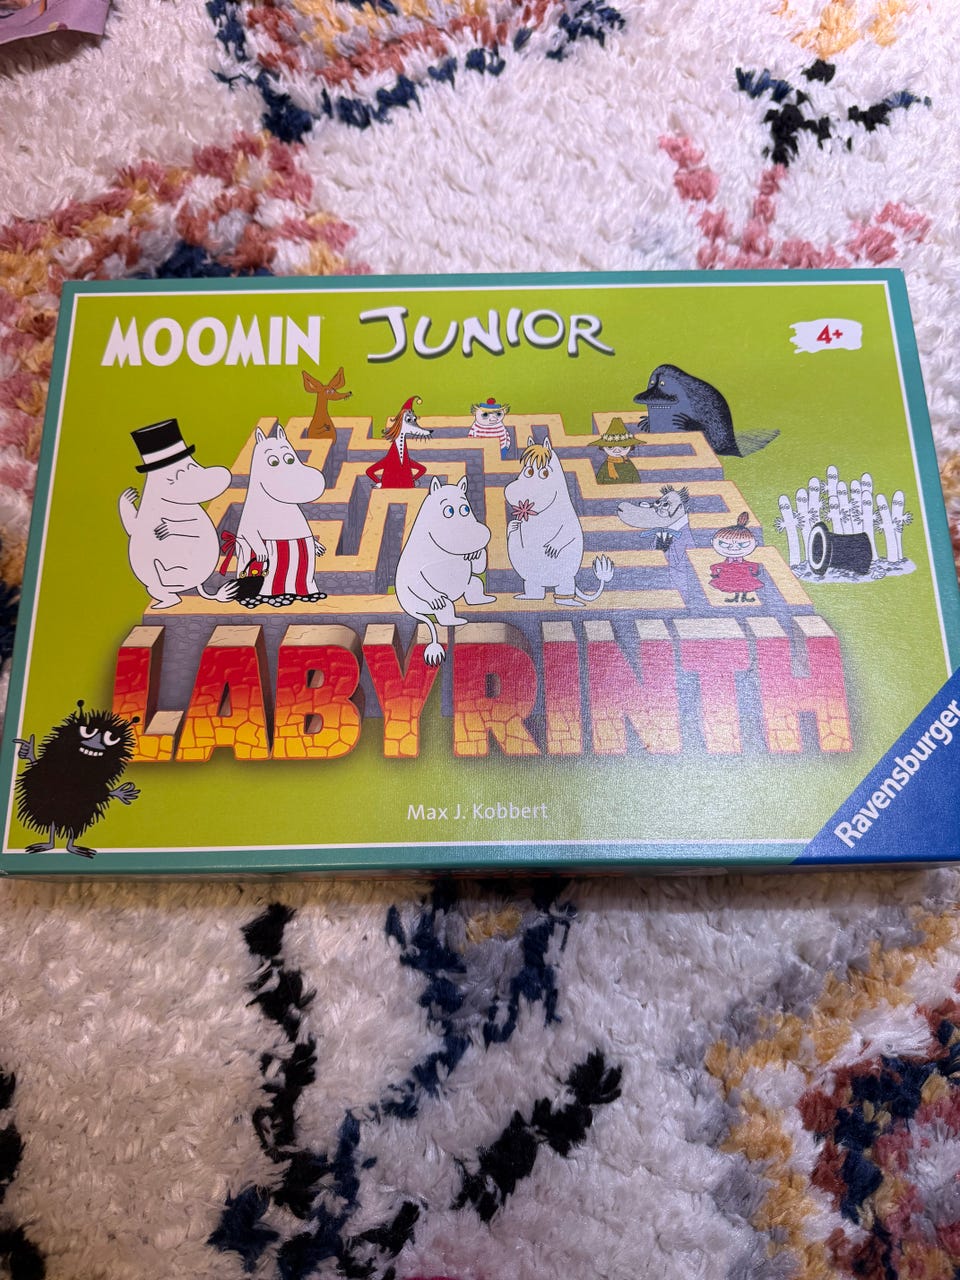 MOOMIN JUNIOR
4+
LABYRINTH
Max J. Kobbert
Ravensburger